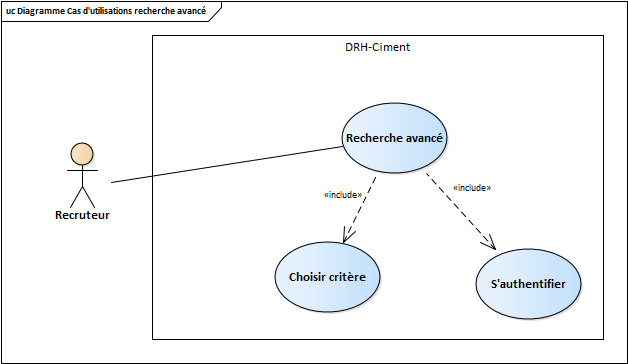 uc Diagramme Cas d'utilisations recherche avancé
DRH-Ciment
Recherche avancé
«include»
«include»
Recruteur
Choisir critère
S'authentifier